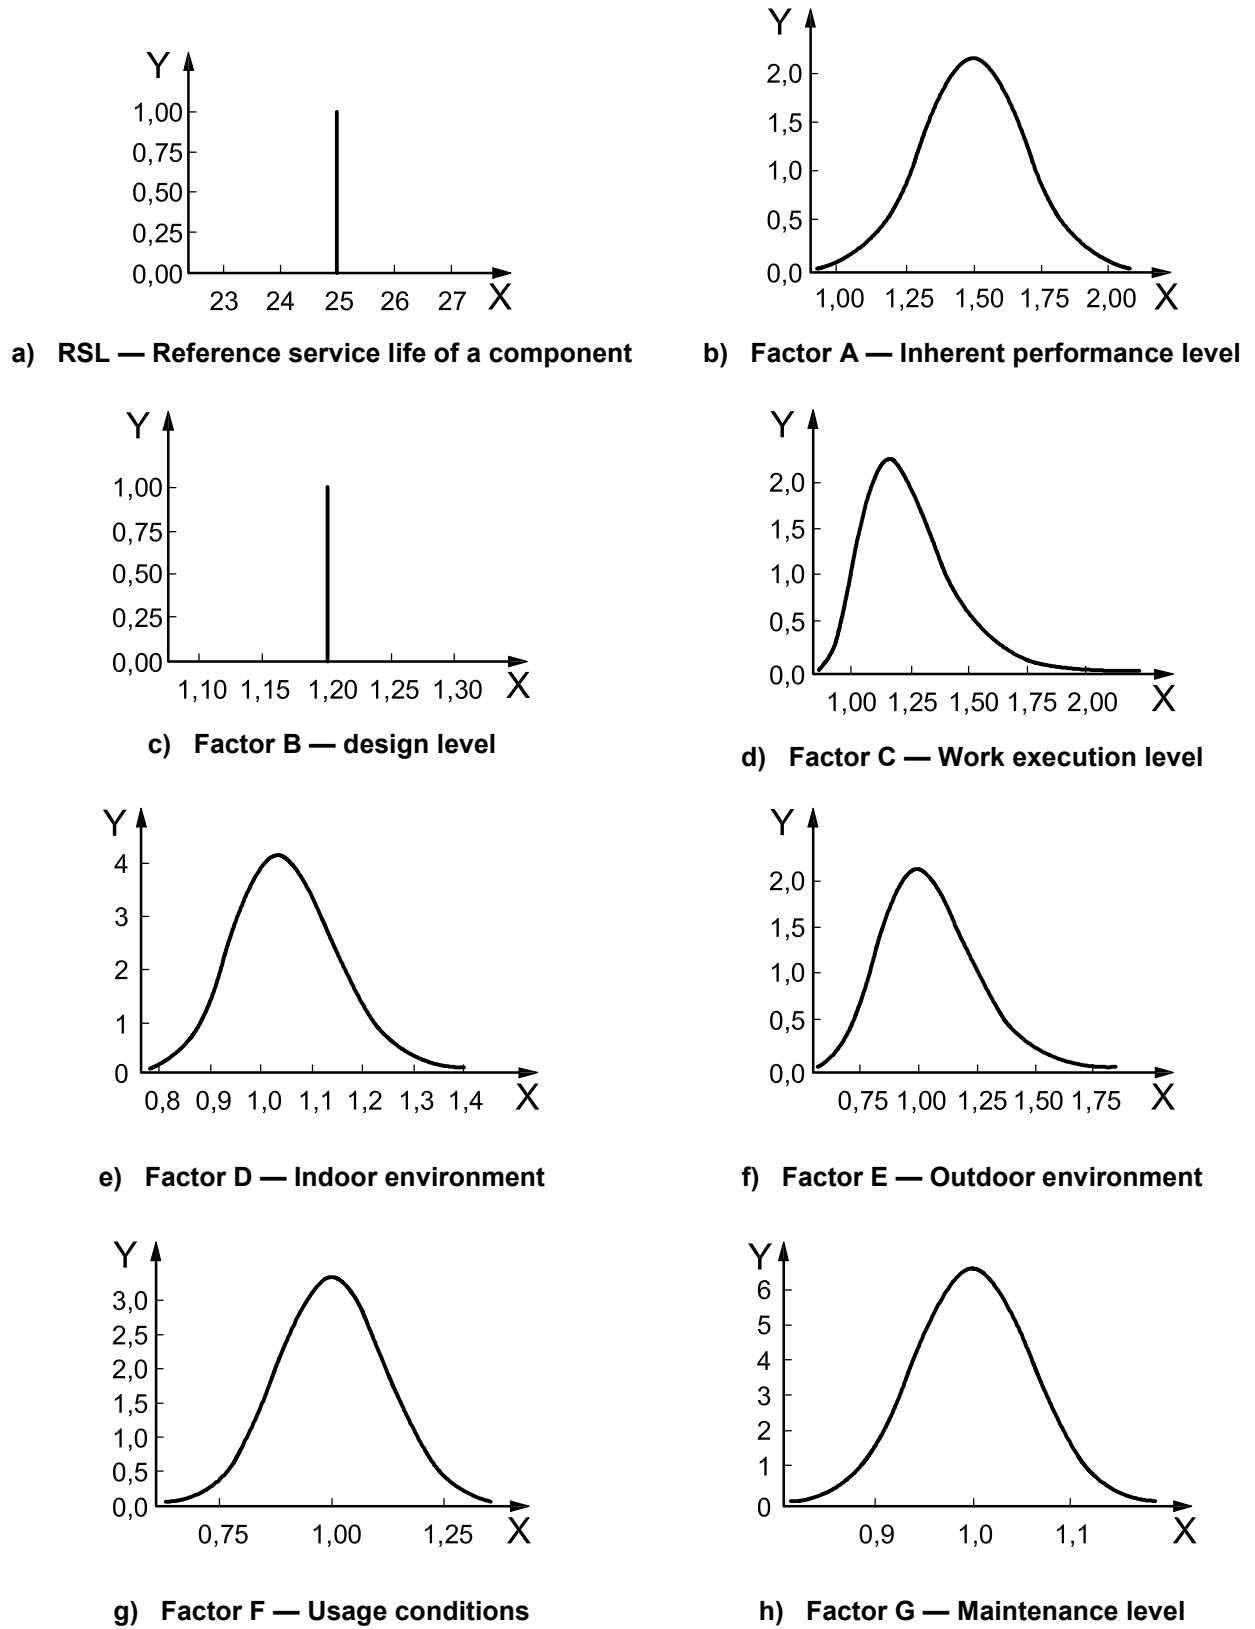 Y
1,00
0,75
0,50
0,25
0,00
23 24 25 26 27 X
a) RSL — Reference service life of a component
Y
2,0
1,5
1,0
0,5
0,0
1,00 1,25 1,50 1,75 2,00 X
b) Factor A — Inherent performance level
Y
1,00
0,75
0,50
0,25
0,00
1,10 1,15 1,20 1,25 1,30 X
c) Factor B — design level
Y
2,0
1,5
1,0
0,5
0,0
1,00 1,25 1,50 1,75 2,00 X
d) Factor C — Work execution level
Y
4
3
2
1
0
0,8 0,9 1,0 1,1 1,2 1,3 1,4 X
e) Factor D — Indoor environment
Y
2,0
1,5
1,0
0,5
0,0
0,75 1,00 1,25 1,50 1,75 X
f) Factor E — Outdoor environment
Y
3,0
2,5
2,0
1,5
1,0
0,5
0,0
0,75 1,00 1,25 X
g) Factor F — Usage conditions
Y
6
5
4
3
2
1
0
0,9 1,0 1,1 X
h) Factor G — Maintenance level